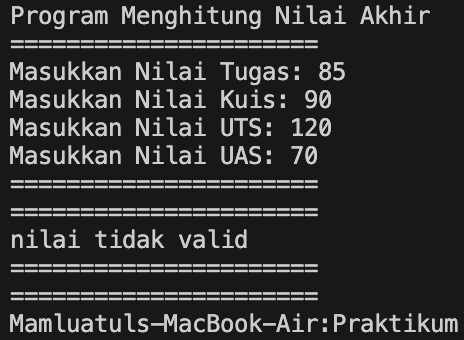 Program Menghitung Nilai Akhir
======================
Masukkan Nilai Tugas: 85
Masukkan Nilai Kuis: 90
Masukkan Nilai UTS: 120
Masukkan Nilai UAS: 70
======================
======================
nilai tidak valid
======================
======================
Mamluatuls-MacBook-Air:Praktikum